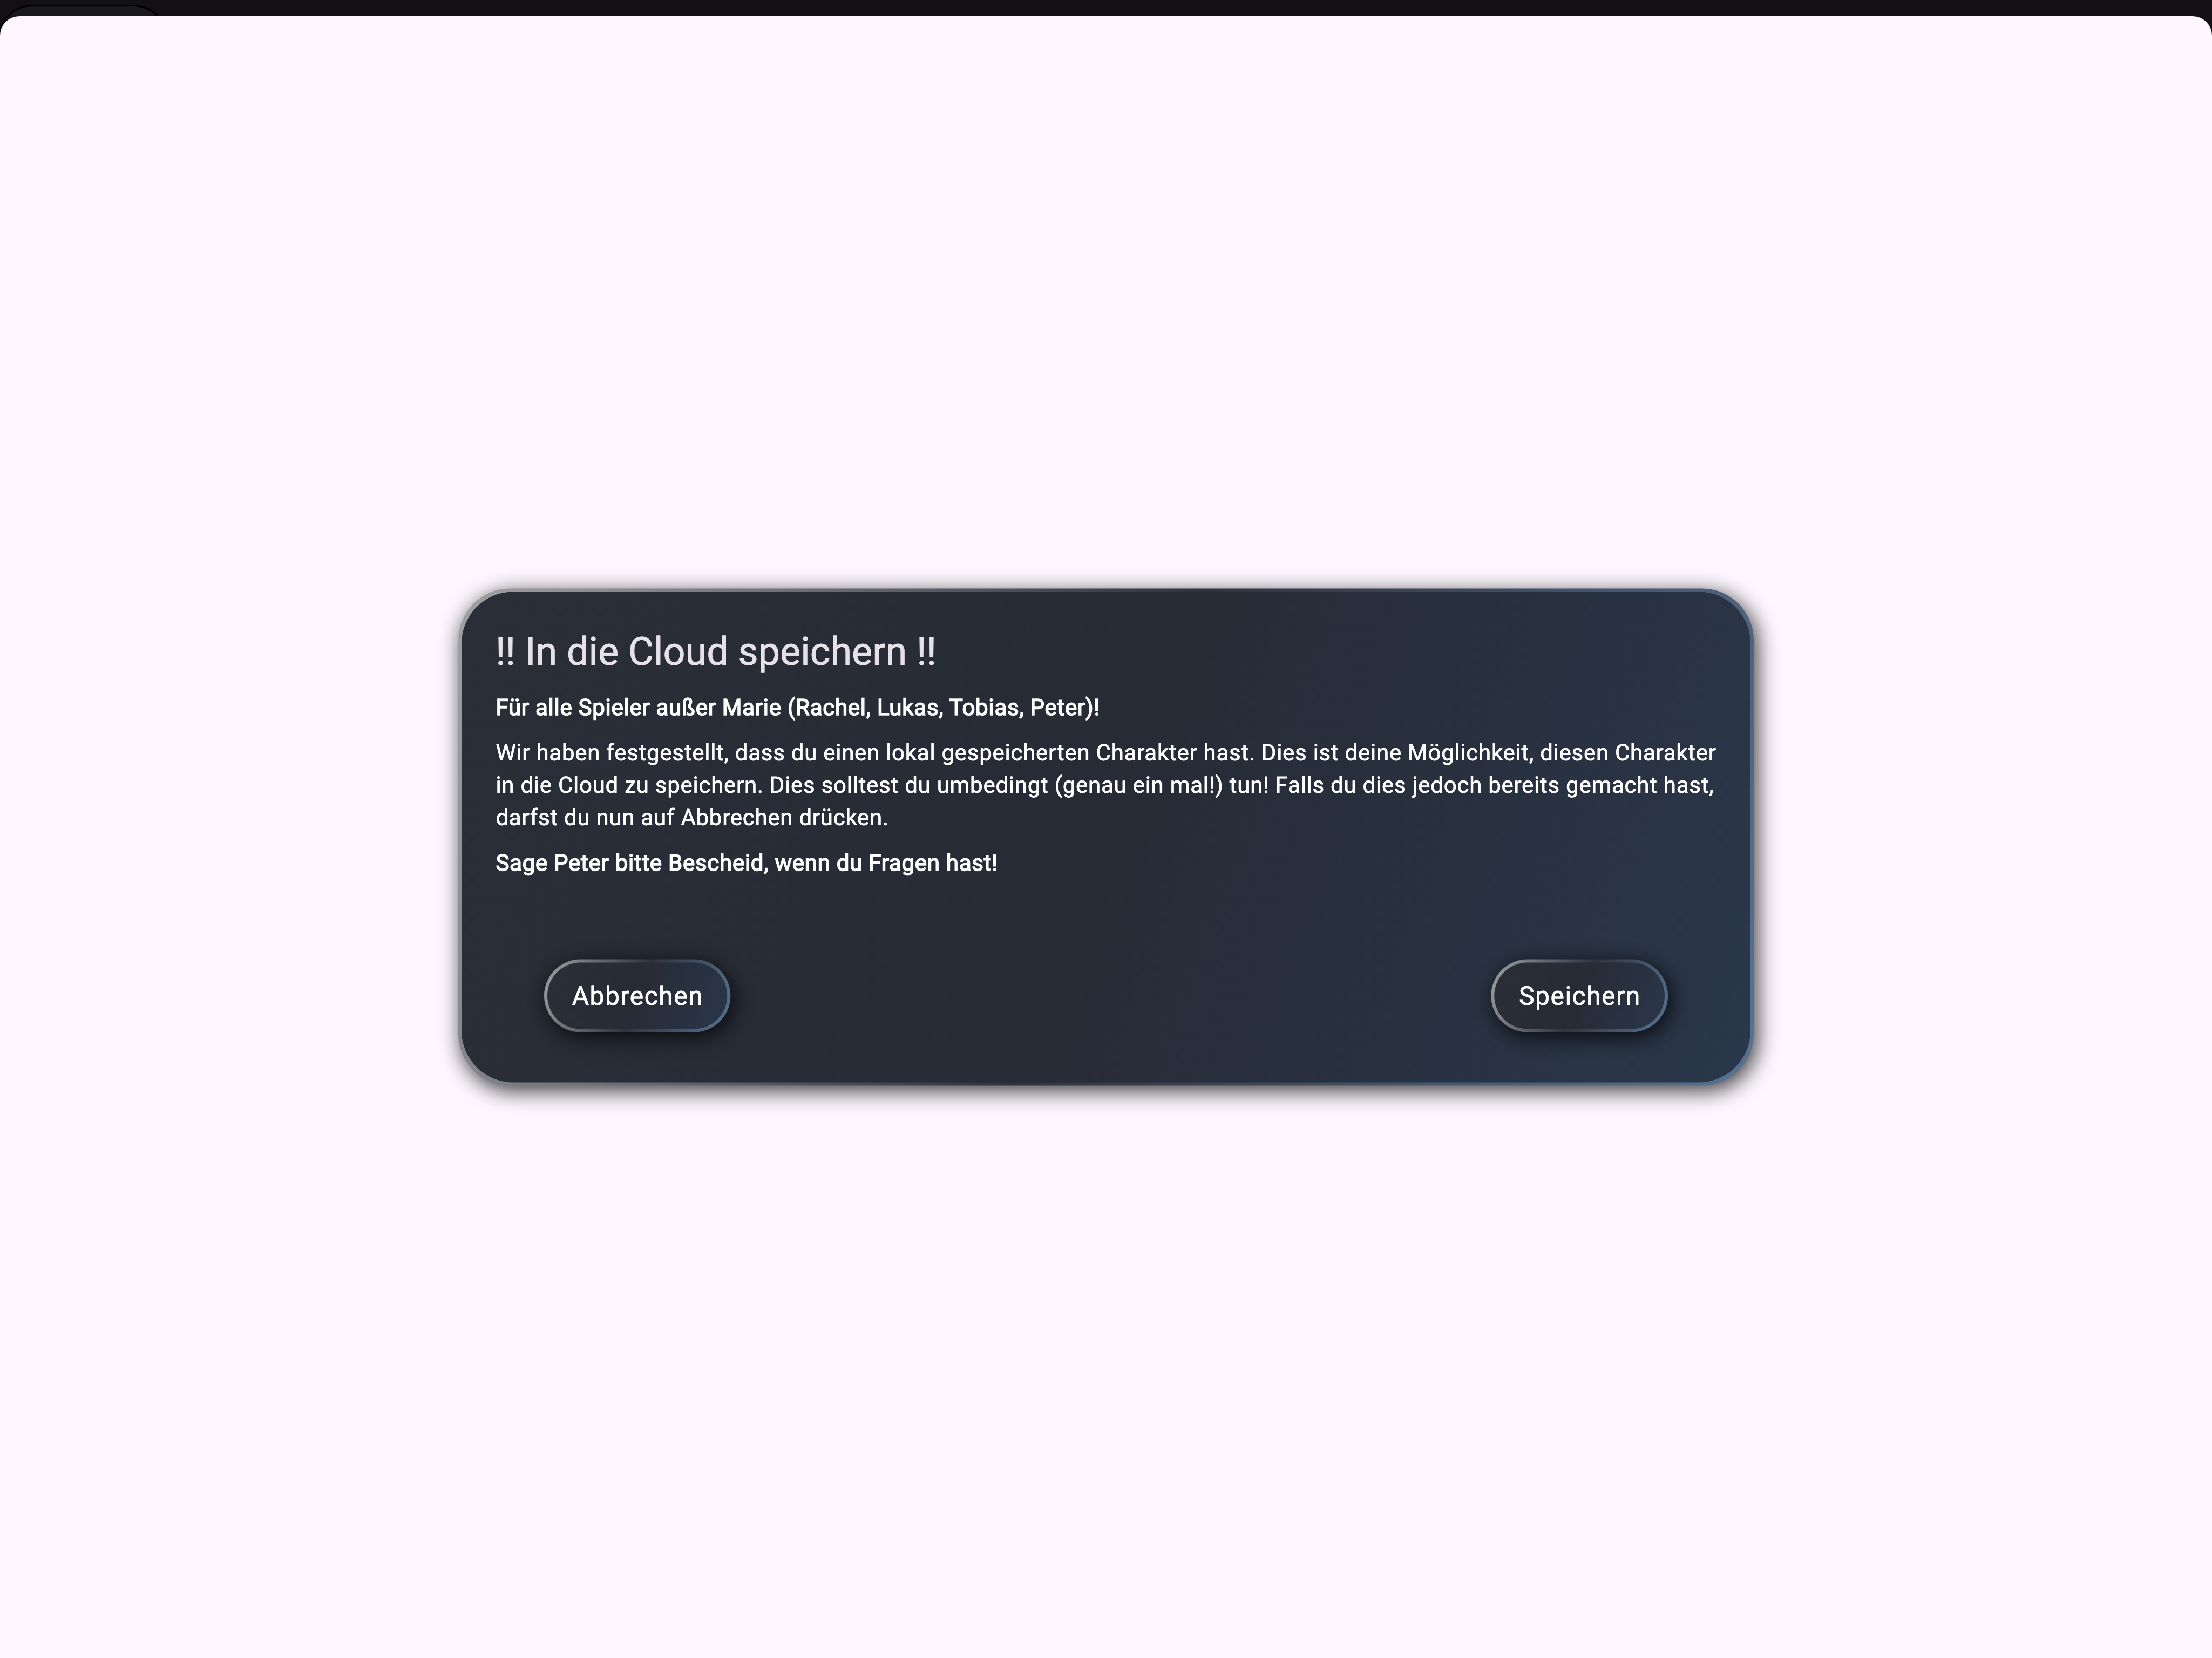 !! In die Cloud speichern !!
Für alle Spieler außer Marie (Rachel, Lukas, Tobias, Peter)!
Wir haben festgestellt, dass du einen lokal gespeicherten Charakter hast. Dies ist deine Möglichkeit, diesen Charakter
in die Cloud zu speichern. Dies solltest du umbedingt (genau ein mal!) tun! Falls du dies jedoch bereits gemacht hast,
darfst du nun auf Abbrechen drücken.
Sage Peter bitte Bescheid, wenn du Fragen hast!
Abbrechen
Speichern